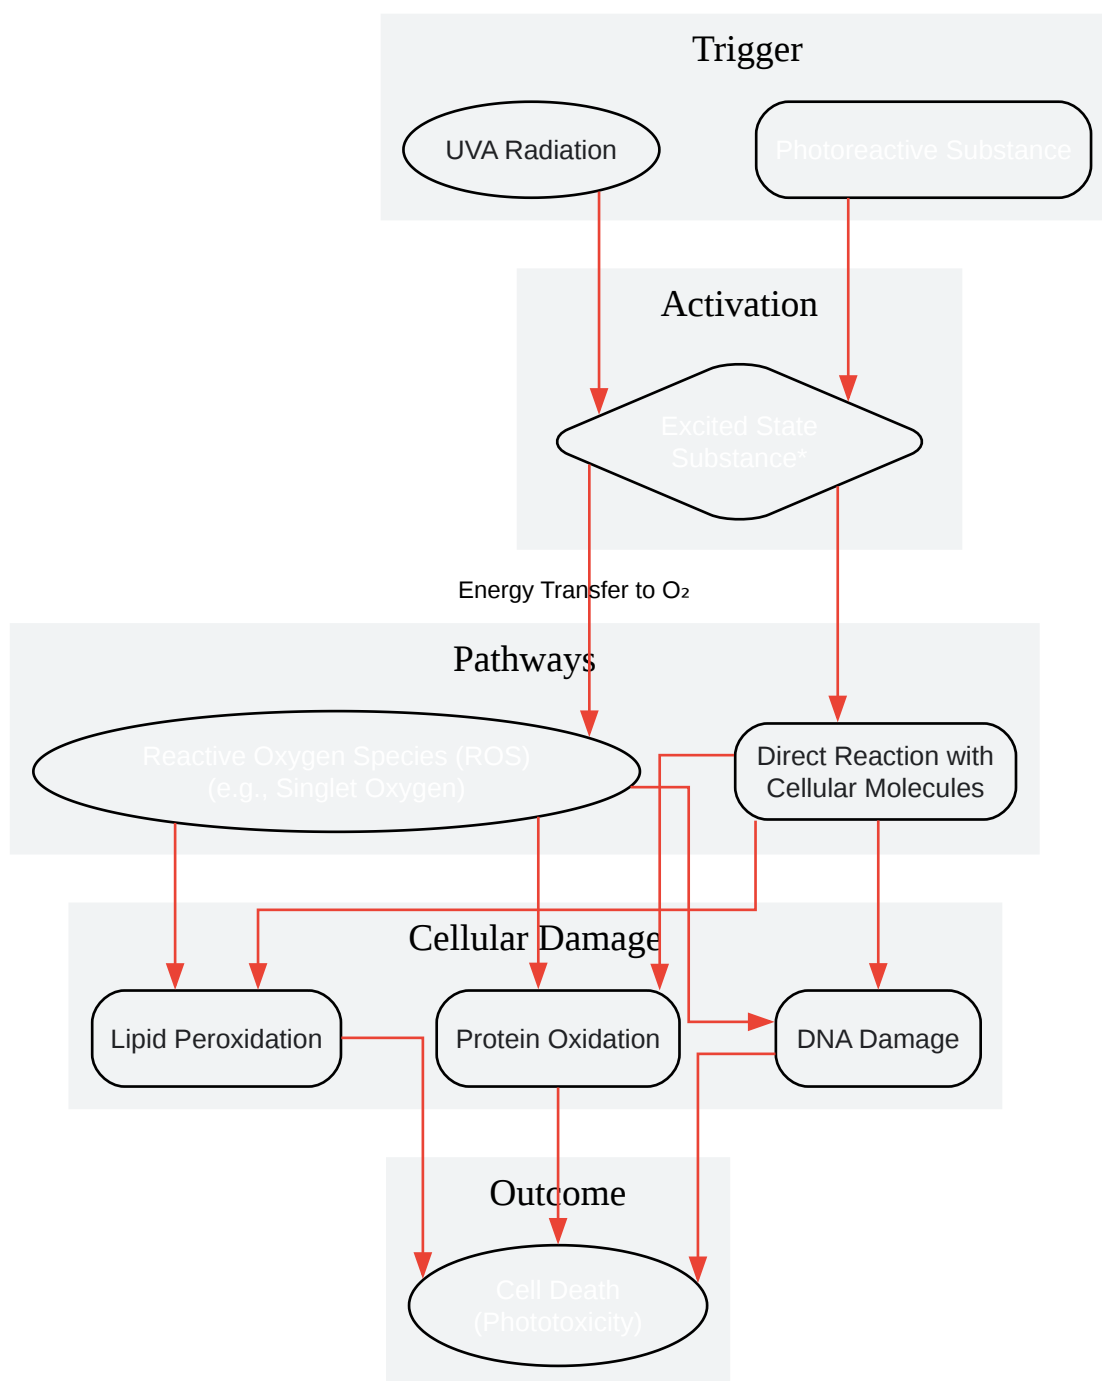 Trigger
UVA Radiation
Photoreactive Substance
Activation
Excited State
Substance*
Energy Transfer to O₂
Pathways
Reactive Oxygen Species (ROS)
(e.g., Singlet Oxygen)
Direct Reaction with
Cellular Molecules
Cellular Damage
Lipid Peroxidation
Protein Oxidation
DNA Damage
Outcome
Cell Death
(Phototoxicity)